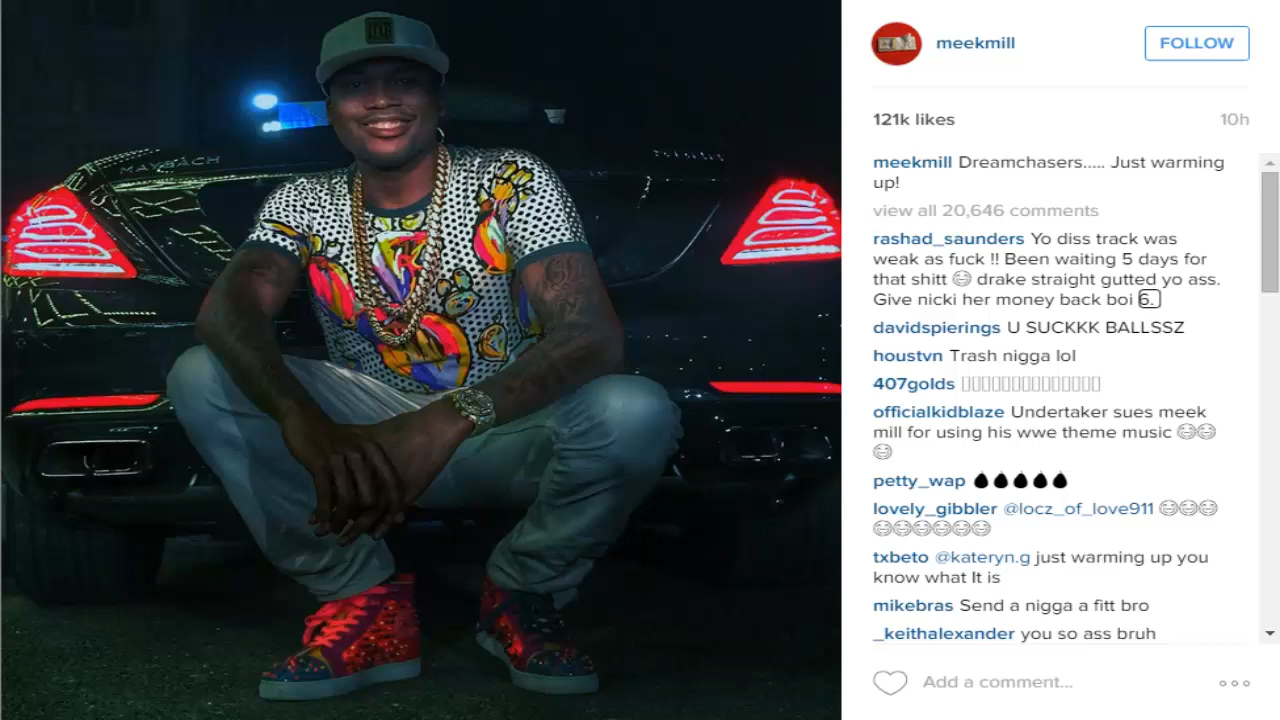 MAYBACH
meekmill
FOLLOW
121k likes
10h
meekmill Dreamchasers..... Just warming
up!
view all 20,646 comments
rashad_saunders Yo diss track was
weak as fuck !! Been waiting 5 days for
that shitt 😂 drake straight gutted yo ass.
Give nicki her money back boi 6.
davidspierings U SUCKKK BALLSSZ
houstvn Trash nigga lol
407golds
officialkidblaze Undertaker sues meek
mill for using his wwe theme music 😂😂
😂
petty_wap 💣💣💣💣💣
lovely_gibbler @locz_of_love911 😂😂😂
😂😂😂😂😂😂
txbeto @kateryn.g just warming up you
know what It is
mikebras Send a nigga a fitt bro
_keithalexander you so ass bruh
Add a comment...